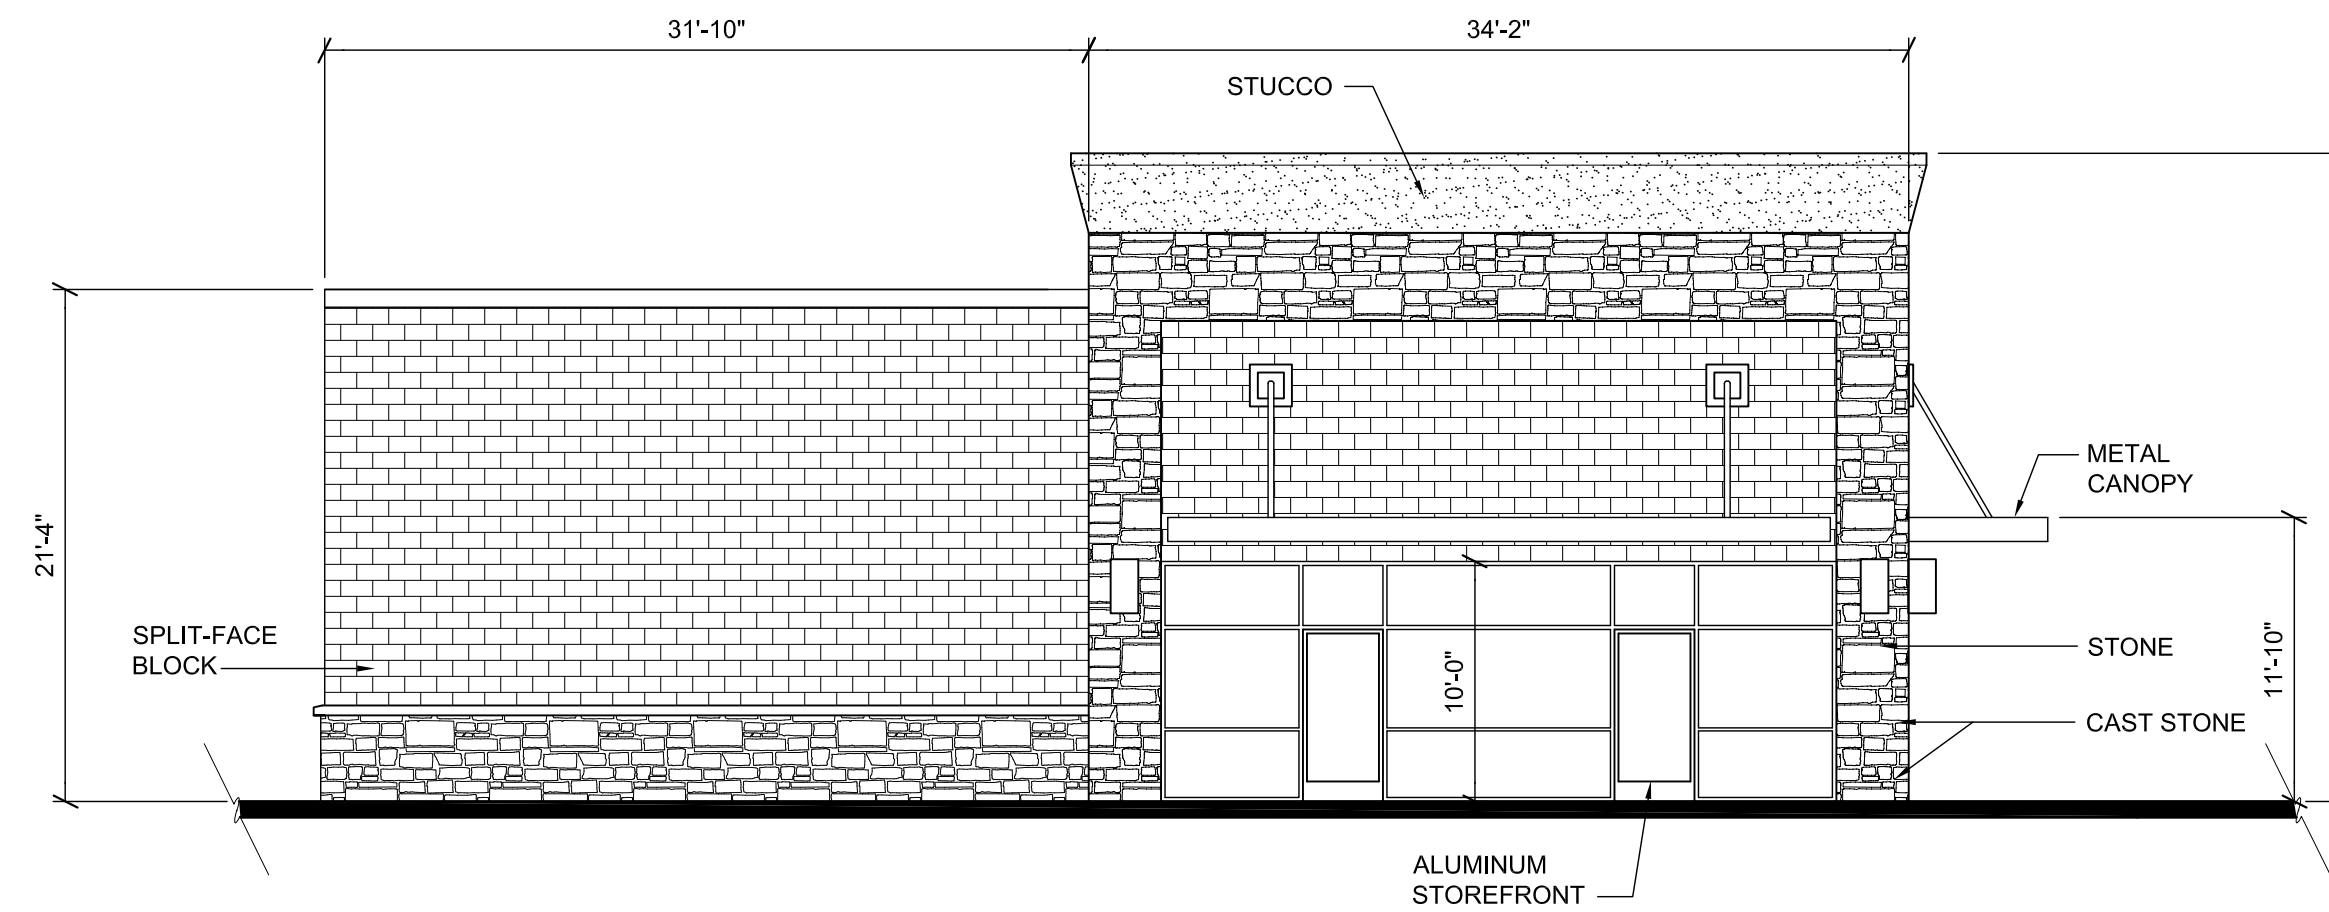 31'-10"
34'-2"
STUCCO
METAL
CANOPY
21'-4"
SPLIT-FACE
BLOCK
10'-0"
STONE
11'-10"
CAST STONE
ALUMINUM
STOREFRONT